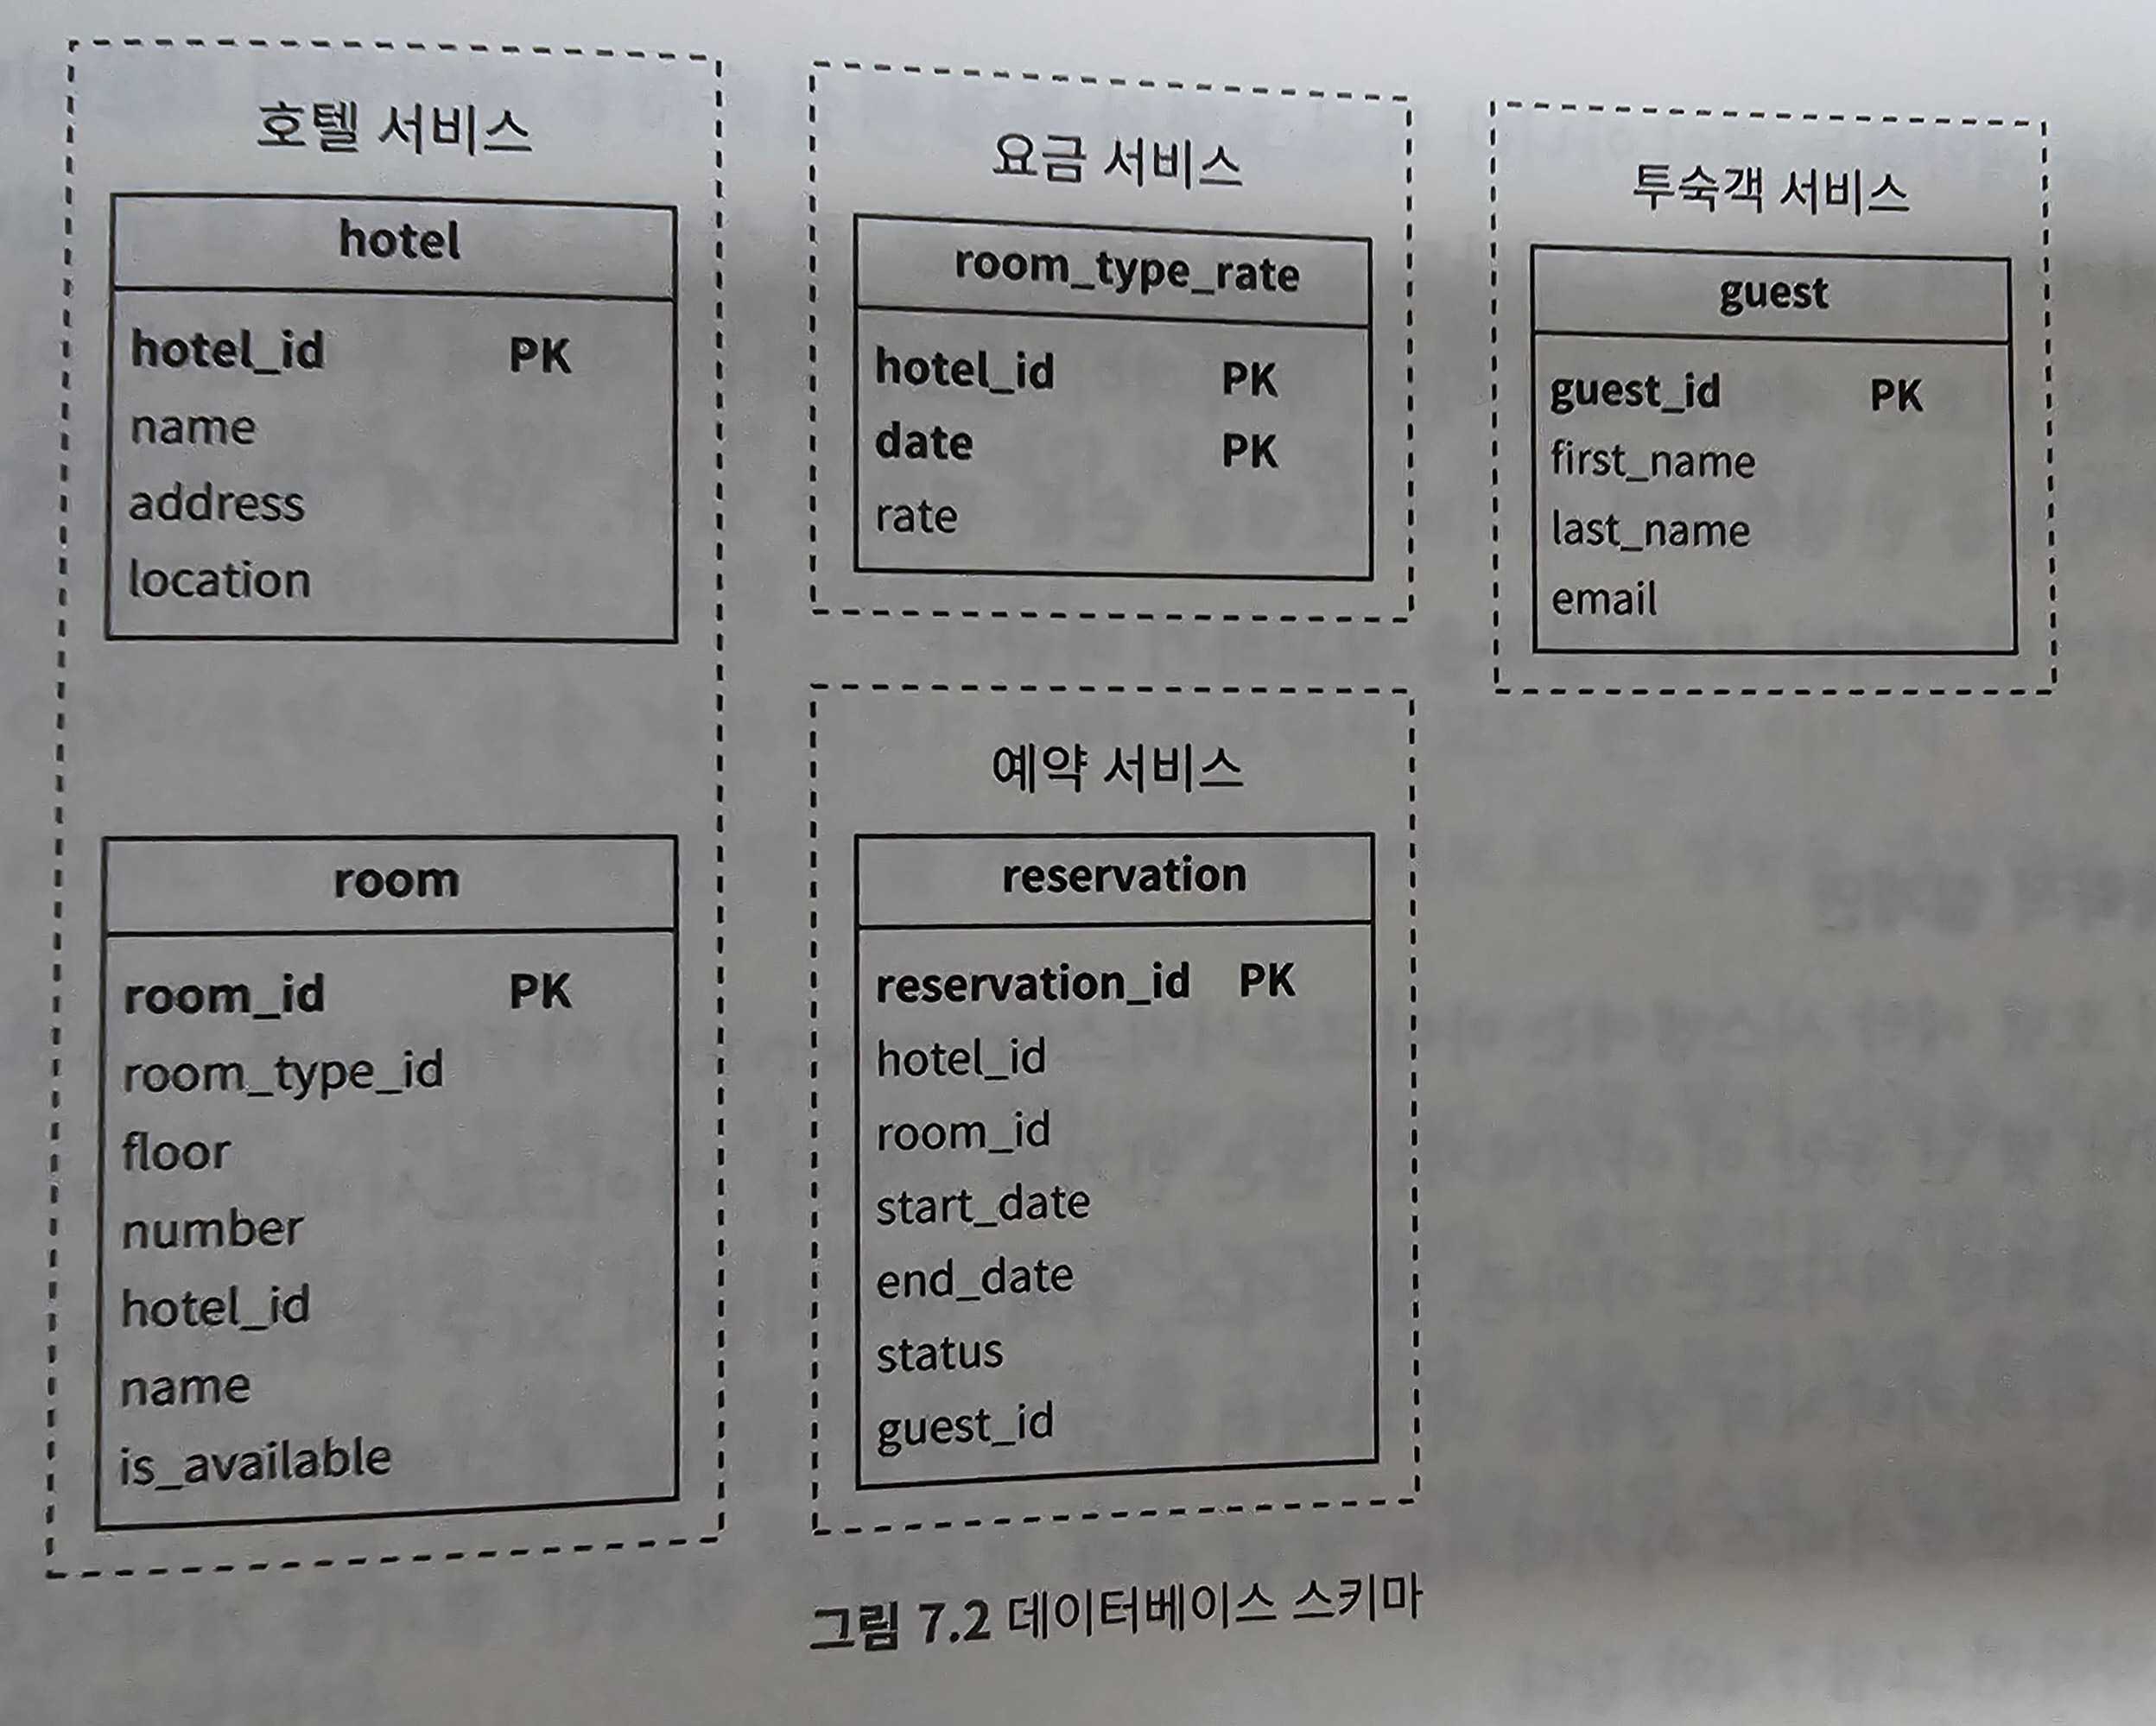 호텔 서비스
hotel
hotel_id PK
name
address
location
room
room_id PK
room_type_id
floor
number
hotel_id
name
is_available
요금 서비스
room_type_rate
hotel_id PK
date PK
rate
예약 서비스
reservation
reservation_id PK
hotel_id
room_id
start_date
end_date
status
guest_id
투숙객 서비스
guest
guest_id PK
first_name
last_name
email
그림 7.2 데이터베이스 스키마